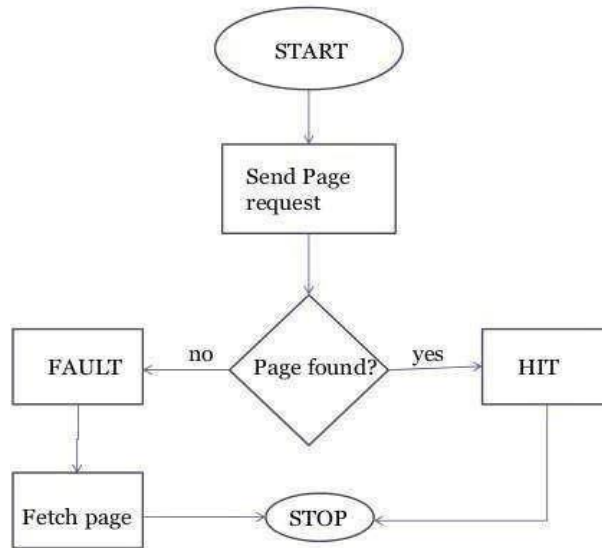 START
Send Page
request
no
yes
FAULT
Page found?
HIT
Fetch page
STOP